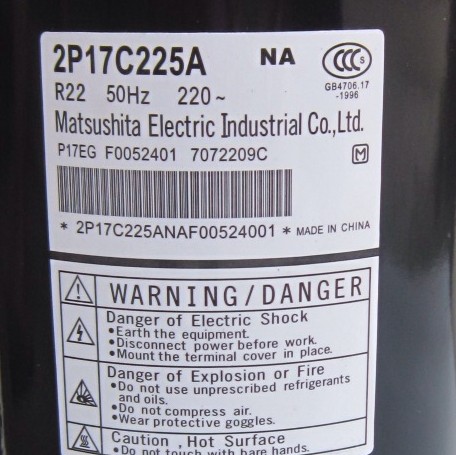 2P17C225A NA
CCC S
R22 50Hz 220~
GB4706.17
-1996
Matsushita Electric Industrial Co.,Ltd.
P17EG F0052401 7072209C M
* 2P17C225ANAF00524001 * MADE IN CHINA
WARNING/DANGER
Danger of Electric Shock
•Earth the equipment.
•Disconnect power before work.
•Mount the terminal cover in place.
Danger of Explosion or Fire
•Do not use unprescribed refrigerants
and oils.
•Do not compress air.
•Wear protective goggles.
Caution , Hot Surface
•Do not touch with bare hands.